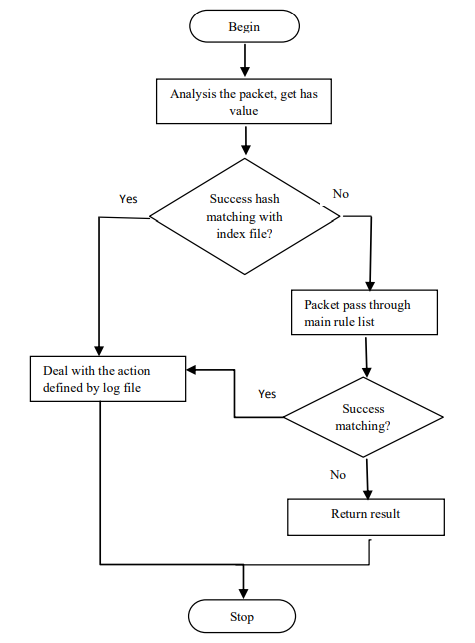 Begin
Analysis the packet, get has
value
Yes
Success hash
matching with
index file?
No
Packet pass through
main rule list
Deal with the action
defined by log file
Yes
Success
matching?
No
Return result
Stop